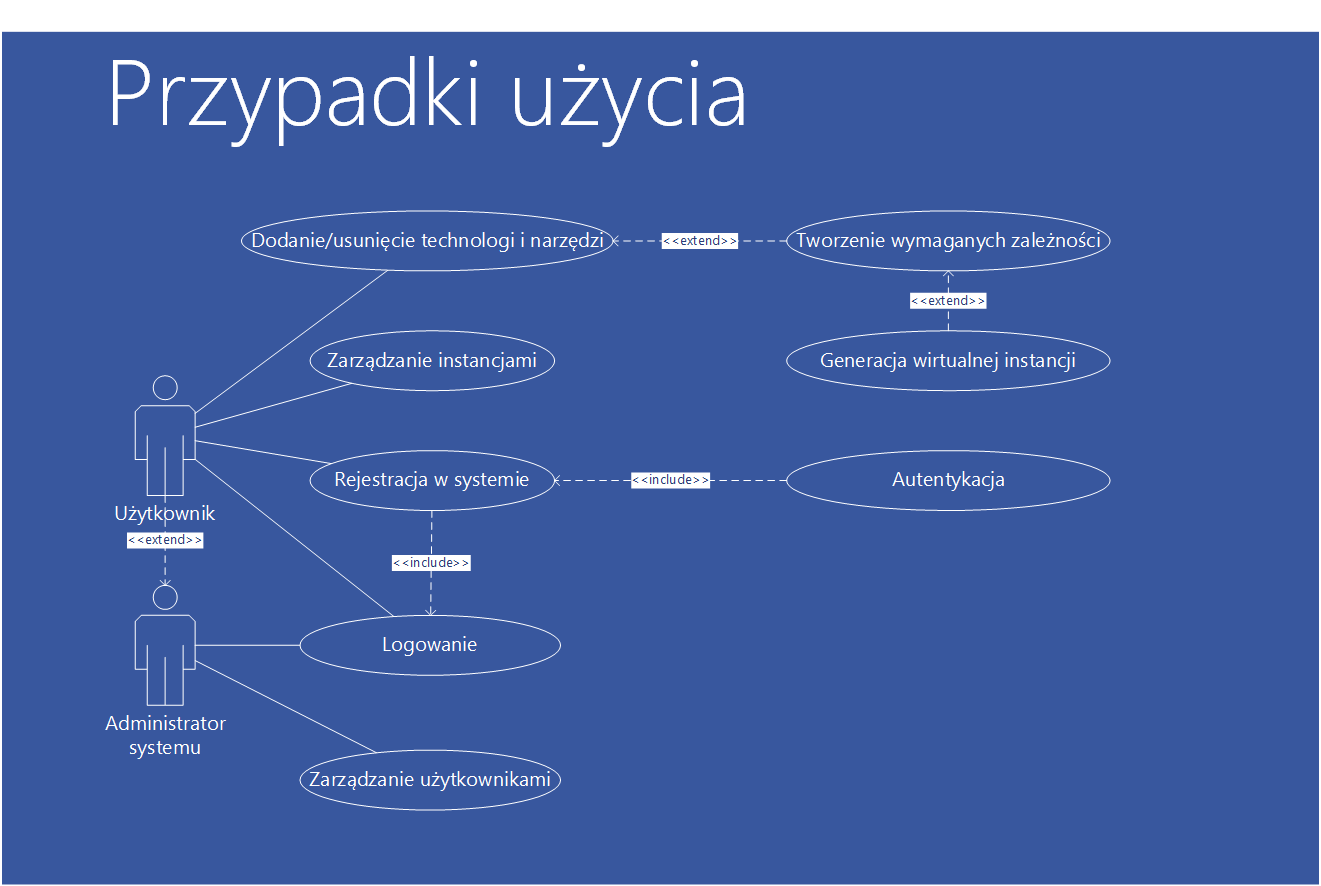 Przypadki użycia
Dodanie/usunięcie technologi i narzędzi
<<extend>>
Tworzenie wymaganych zależności
<<extend>>
Zarządzanie instancjami
Generacja wirtualnej instancji
Rejestracja w systemie
<<include>>
Autentykacja
Użytkownik
<<extend>>
<<include>>
Logowanie
Administrator
systemu
Zarządzanie użytkownikami